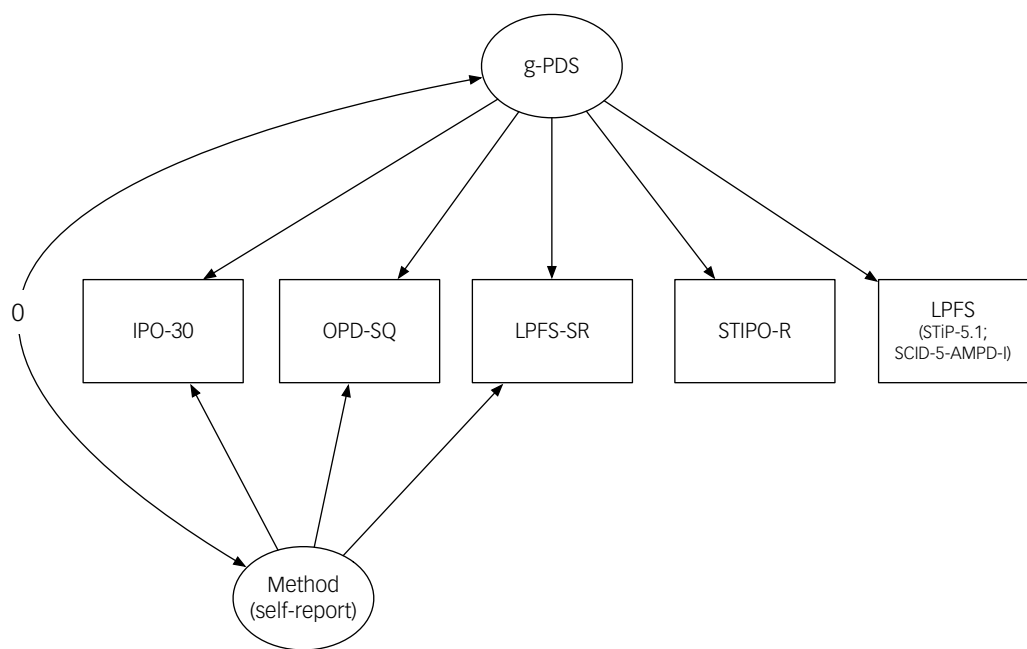 g-PDS
0
IPO-30
OPD-SQ
LPFS-SR
STIPO-R
LPFS
(STiP-5.1;
SCID-5-AMPD-I)
Method
(self-report)